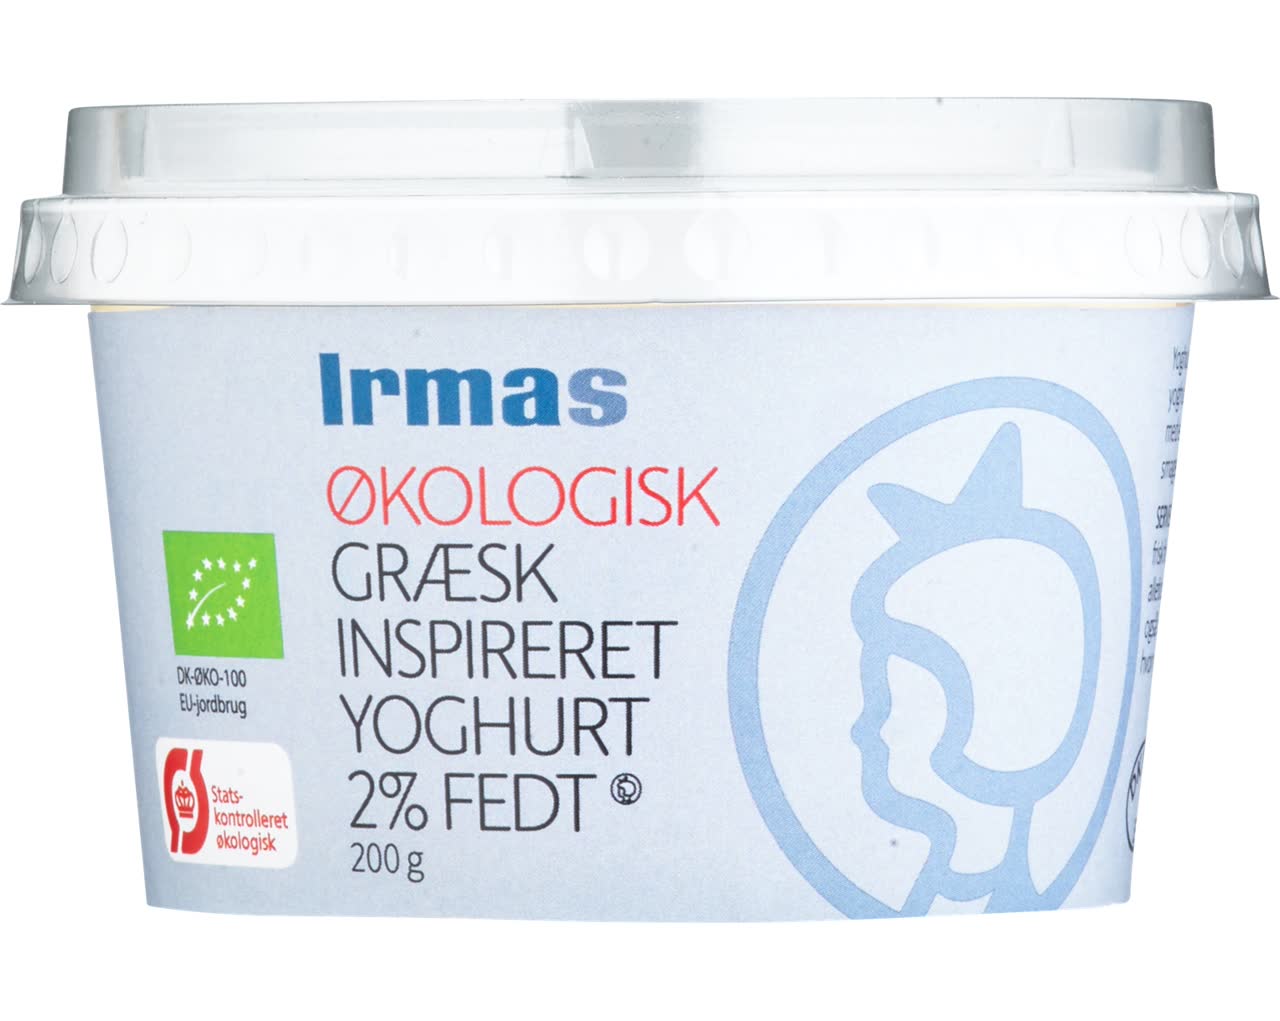 Irmas
ØKOLOGISK
GRÆSK
INSPIRERET
YOGHURT
2% FEDT
200 g
DK-ØKO-100
EU-jordbrug
Stats-
kontrolleret
økologisk